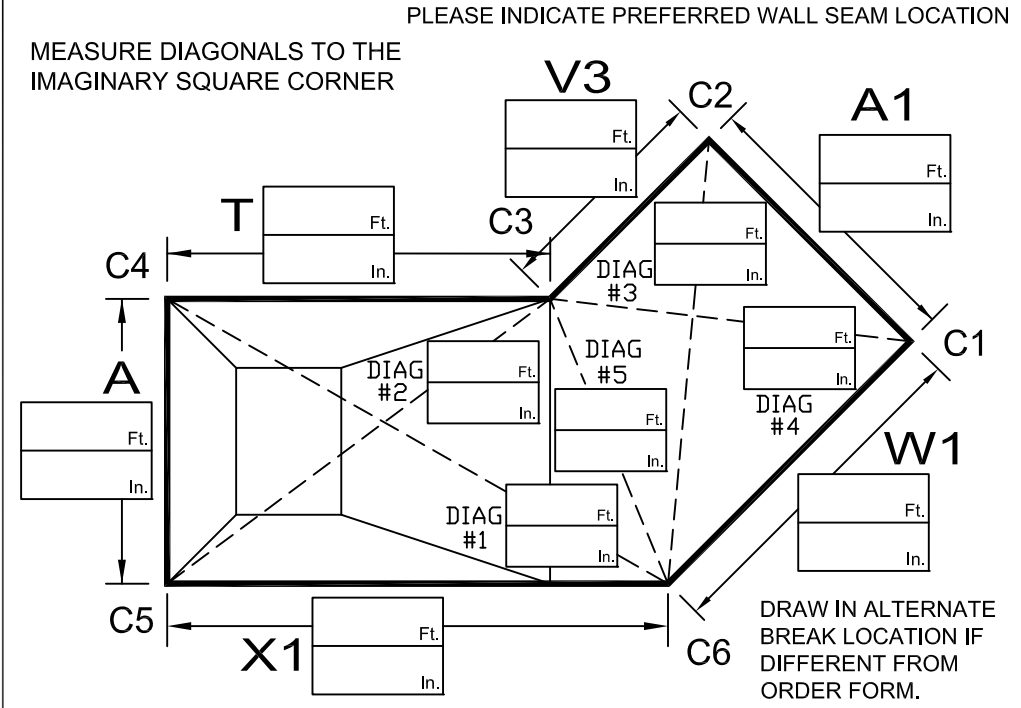 PLEASE INDICATE PREFERRED WALL SEAM LOCATION
MEASURE DIAGONALS TO THE
IMAGINARY SQUARE CORNER
V3
Ft.
In.
C2
A1
Ft.
In.
T
Ft.
In.
C3
C4
DIAG
#3
Ft.
In.
A
Ft.
In.
DIAG
#2
Ft.
In.
DIAG
#5
Ft.
In.
Ft.
In.
DIAG
#4
C1
W1
Ft.
In.
DIAG
#1
Ft.
In.
C5
X1
Ft.
In.
C6
DRAW IN ALTERNATE
BREAK LOCATION IF
DIFFERENT FROM
ORDER FORM.